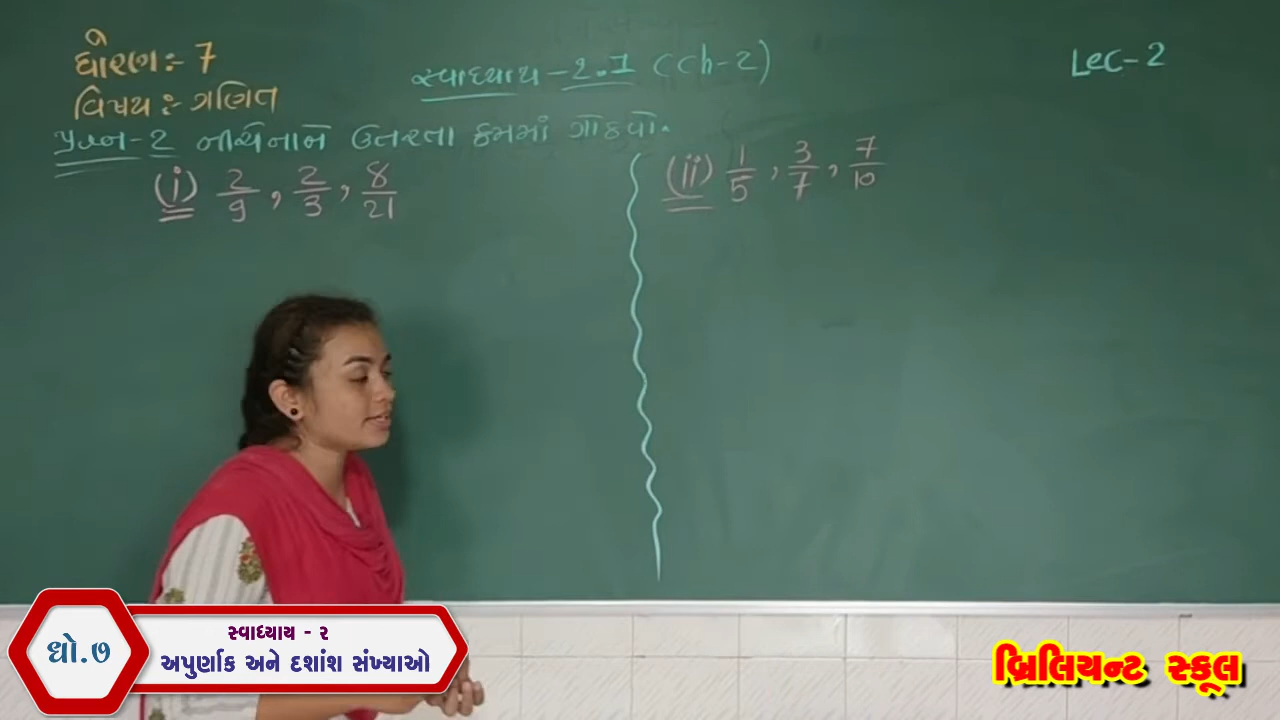 ધોરણ :- 7
વિષય :- ગણિત
સ્વાધ્યાય - 2.1 (Ch-2)
Lec-2
પ્રશ્ન-2 નીચેનાને ઉતરતા ક્રમમાં ગોઠવો.
(i) 2/9, 2/3, 8/21
(ii) 1/5, 3/7, 7/10
ધો.૭
સ્વાધ્યાય - ૨
અપુર્ણાક અને દશાંશ સંખ્યાઓ
બ્રિલિયન્ટ સ્કૂલ